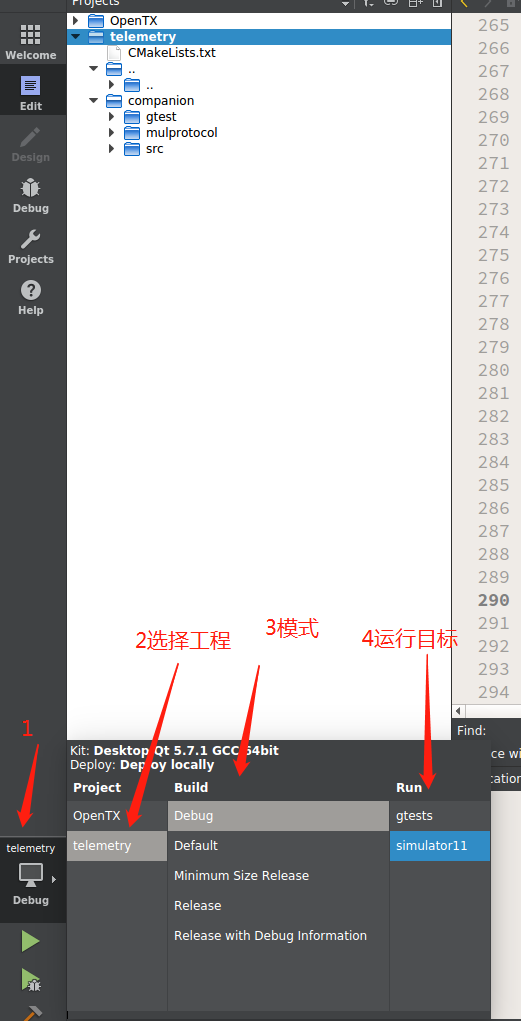 Projects
OpenTX
telemetry
CMakeLists.txt
..
..
companion
gtest
mulprotocol
src
Welcome
Edit
Design
Debug
Projects
Help
265
266
267
268
269
270
271
272
273
274
275
276
277
278
279
280
281
282
283
284
285
286
287
288
289
290
291
292
293
294
1
2选择工程
3模式
4运行目标
Find:
Kit: Desktop Qt 5.7.1 GCC 64bit
Deploy: Deploy locally
Project Build Run
OpenTX Debug gtests
telemetry Default simulator11
Minimum Size Release
Release
Release with Debug Information
telemetry
Debug